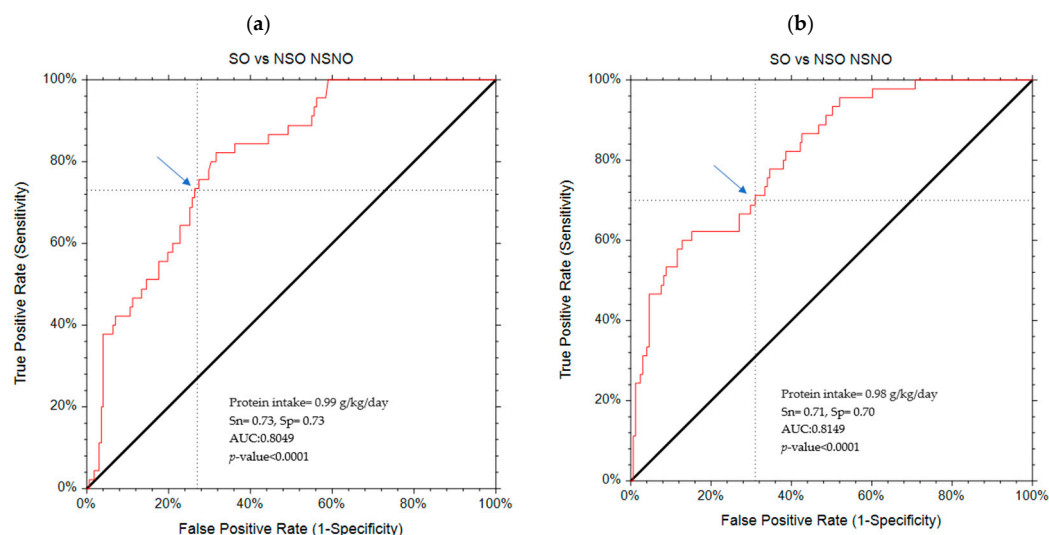 (a)
SO vs NSO NSNO
True Positive Rate (Sensitivity)
100%
80%
60%
40%
20%
0%
Protein intake= 0.99 g/kg/day
Sn= 0.73, Sp= 0.73
AUC:0.8049
p-value<0.0001
0%
20%
40%
60%
80%
100%
False Positive Rate (1-Specificity)
(b)
SO vs NSO NSNO
True Positive Rate (Sensitivity)
100%
80%
60%
40%
20%
0%
Protein intake= 0.98 g/kg/day
Sn= 0.71, Sp= 0.70
AUC:0.8149
p-value<0.0001
0%
20%
40%
60%
80%
100%
False Positive Rate (1-Specificity)